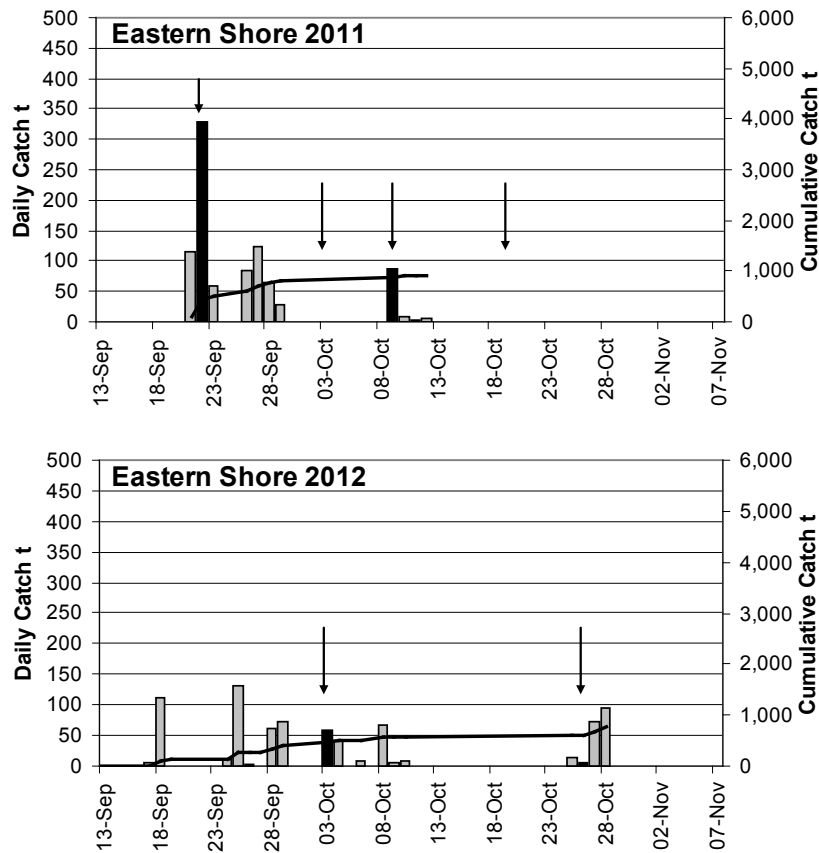 Eastern Shore 2011
Daily Catch t
500
450
400
350
300
250
200
150
100
50
0
6,000
5,000
4,000
3,000
2,000
1,000
0
Cumulative Catch t
13-Sep
18-Sep
23-Sep
28-Sep
03-Oct
08-Oct
13-Oct
18-Oct
23-Oct
28-Oct
02-Nov
07-Nov
Eastern Shore 2012
Daily Catch t
500
450
400
350
300
250
200
150
100
50
0
6,000
5,000
4,000
3,000
2,000
1,000
0
Cumulative Catch t
13-Sep
18-Sep
23-Sep
28-Sep
03-Oct
08-Oct
13-Oct
18-Oct
23-Oct
28-Oct
02-Nov
07-Nov